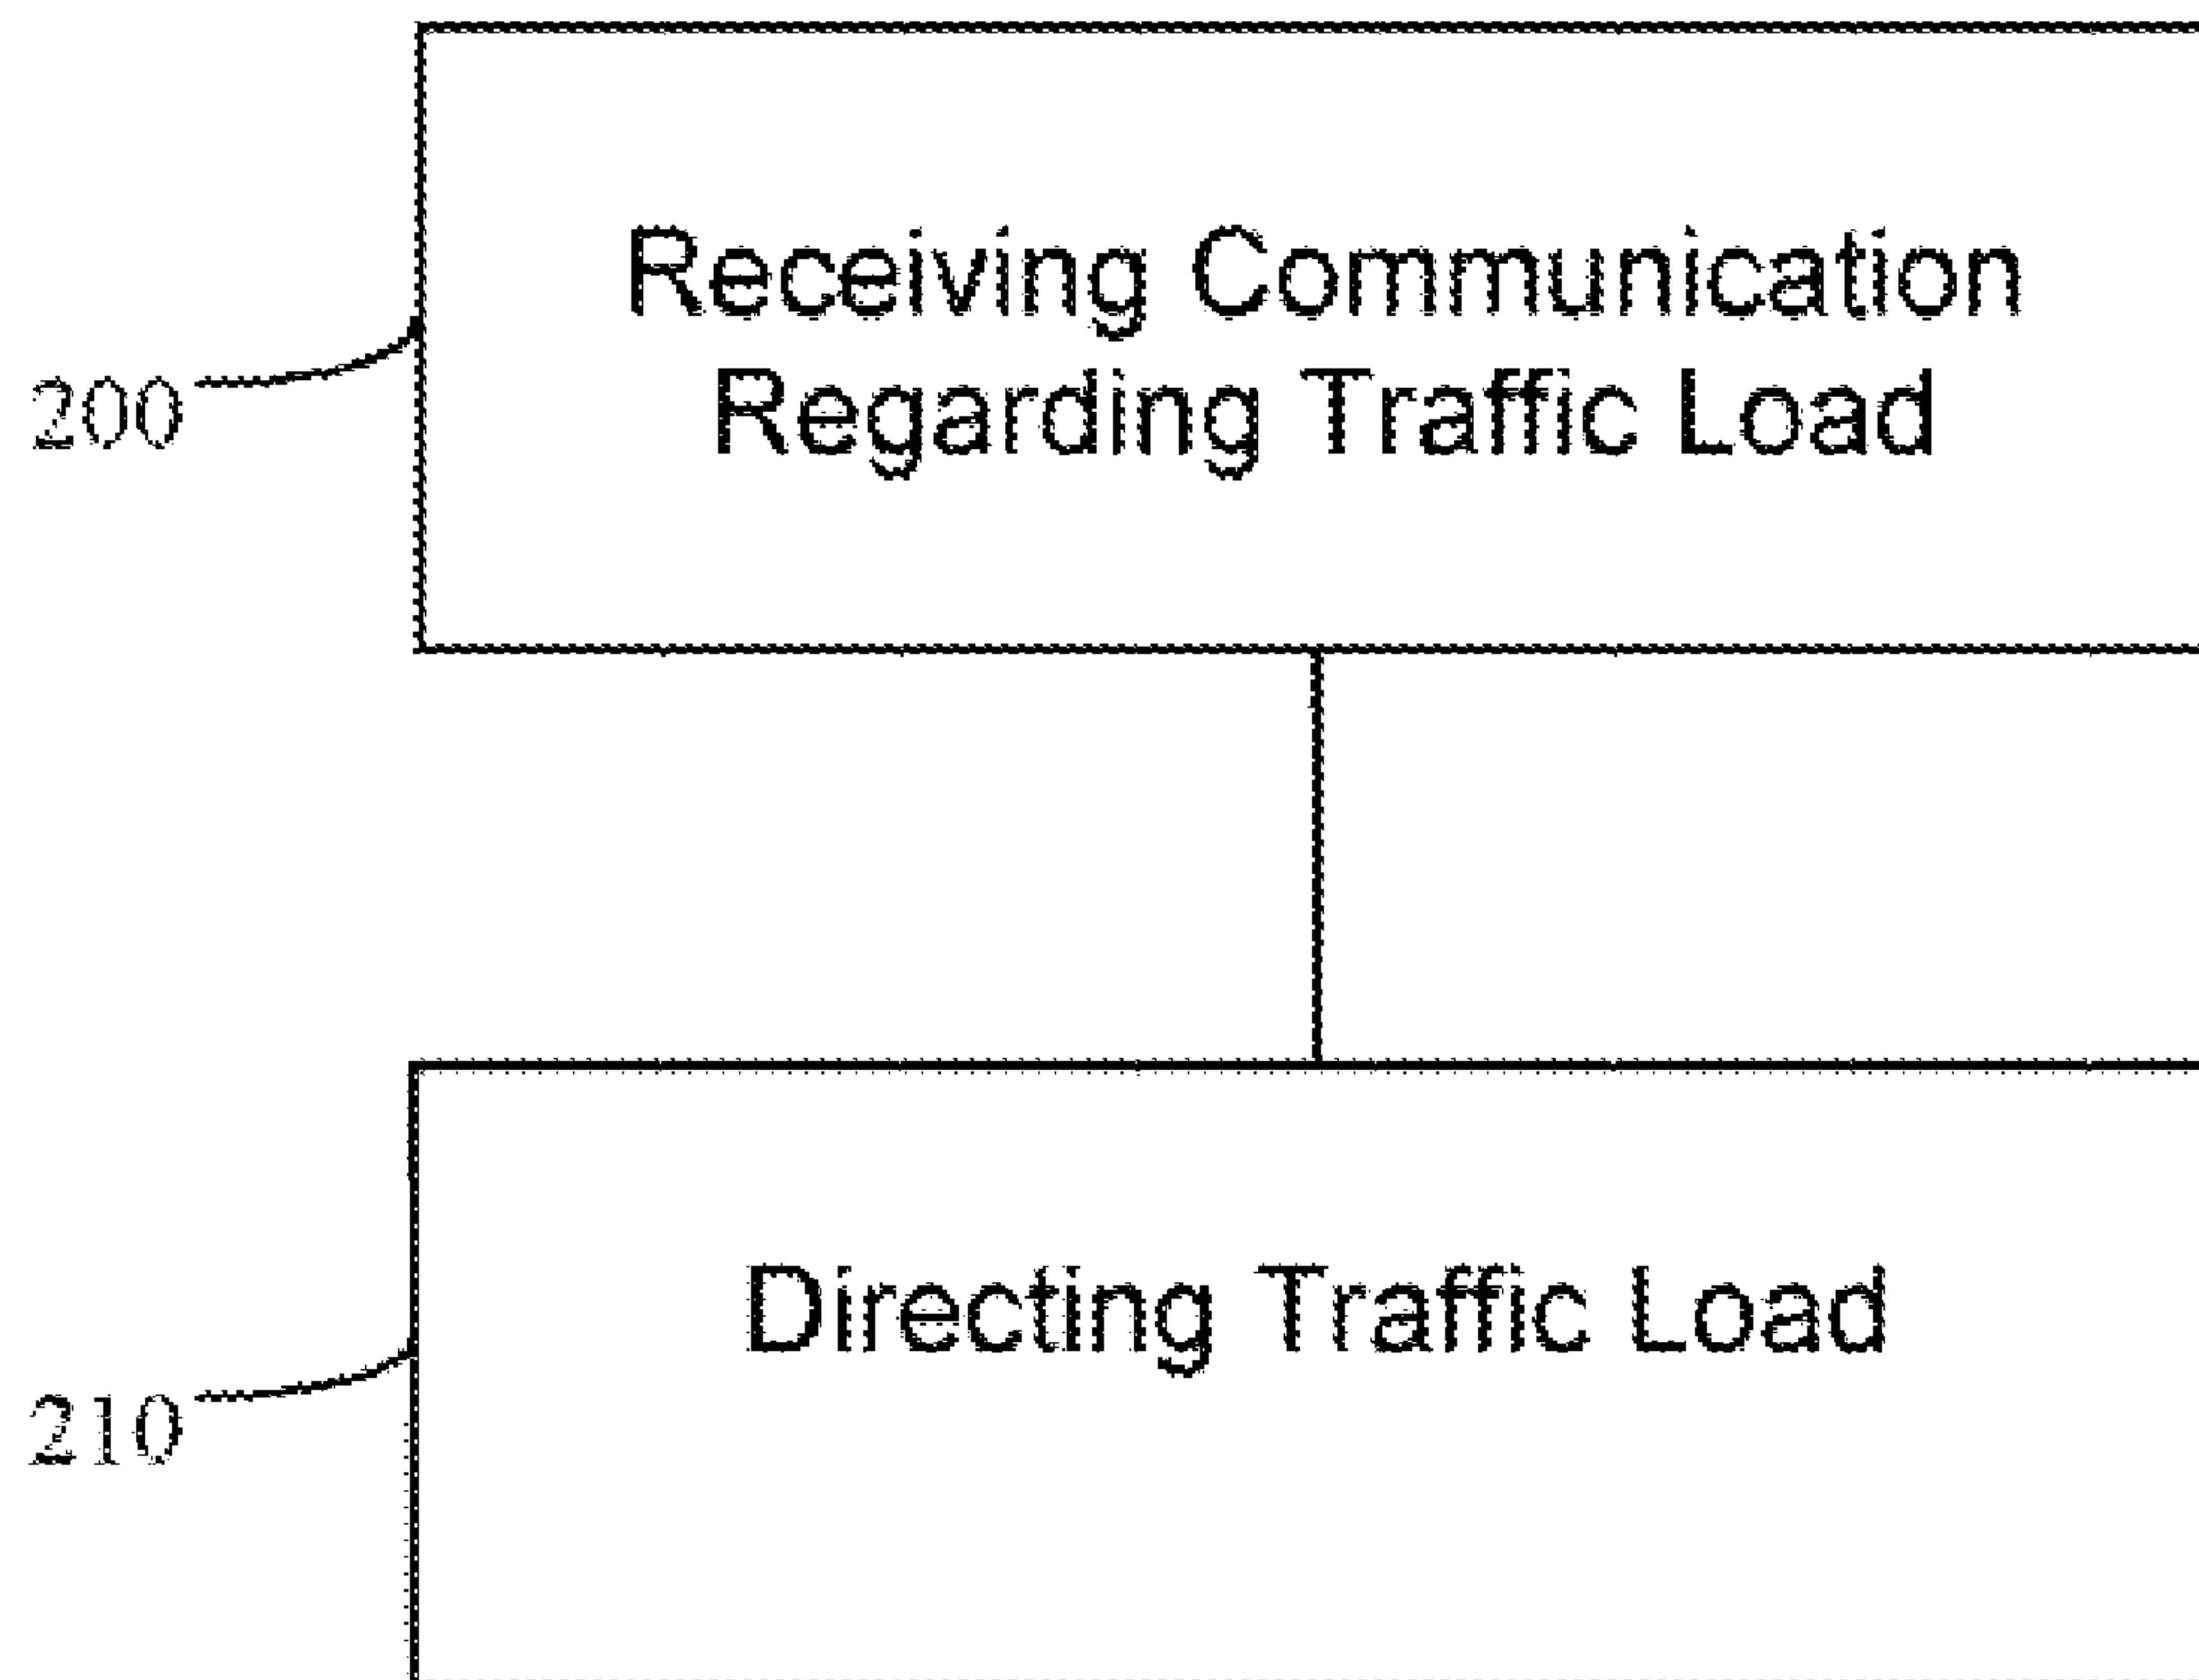 Receiving Communication
Regarding Traffic Load
200
Directing Traffic Load
210